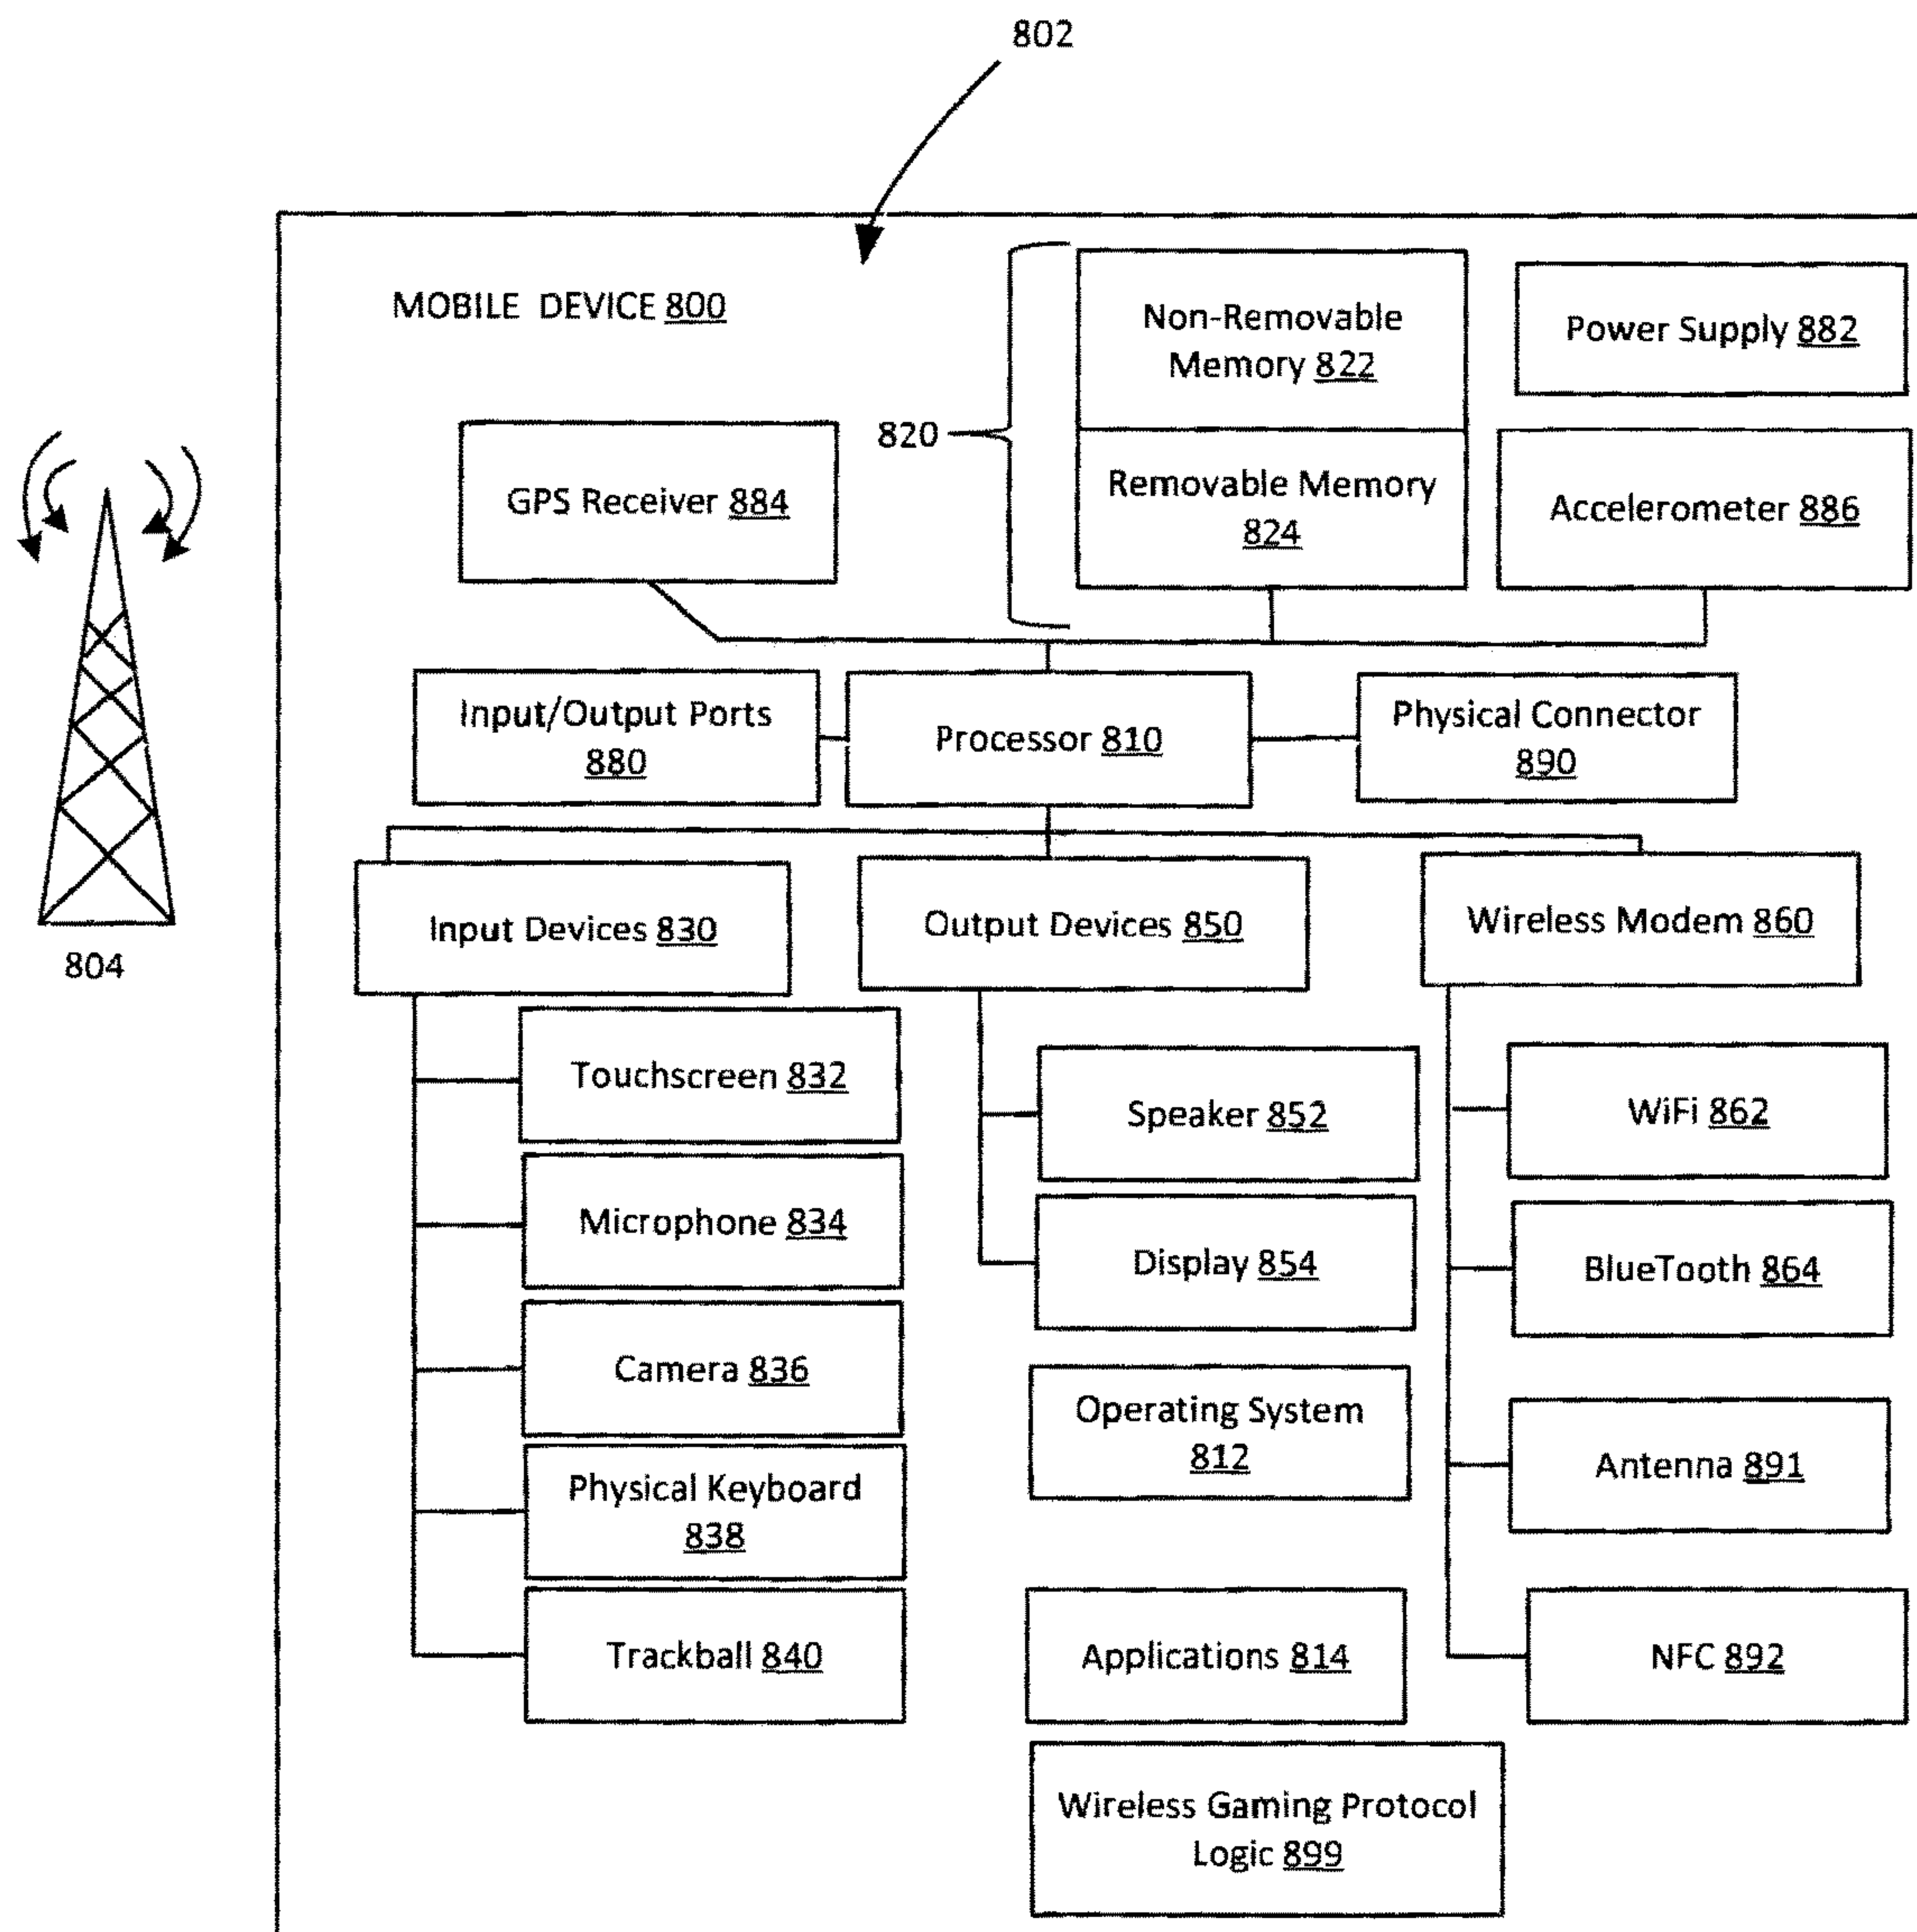 802
MOBILE DEVICE 800
Non-Removable
Memory 822
Power Supply 882
820
GPS Receiver 884
Removable Memory
824
Accelerometer 886
Input/Output Ports
880
Processor 810
Physical Connector
890
Input Devices 830
Output Devices 850
Wireless Modem 860
804
Touchscreen 832
Microphone 834
Camera 836
Physical Keyboard
838
Trackball 840
Speaker 852
Display 854
Operating System
812
Applications 814
Wireless Gaming Protocol
Logic 899
WiFi 862
BlueTooth 864
Antenna 891
NFC 892